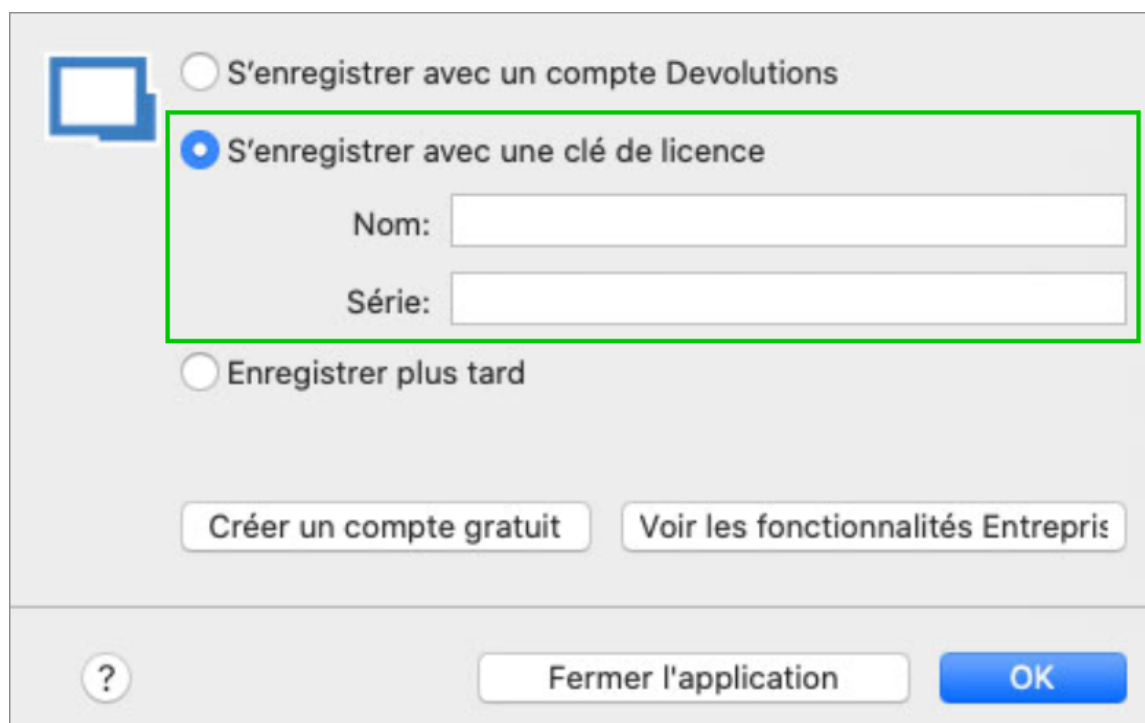 S'enregistrer avec un compte Devolutions
S'enregistrer avec une clé de licence
Nom:
Série:
Enregistrer plus tard
Créer un compte gratuit
Voir les fonctionnalités Entrepris
?
Fermer l'application
OK